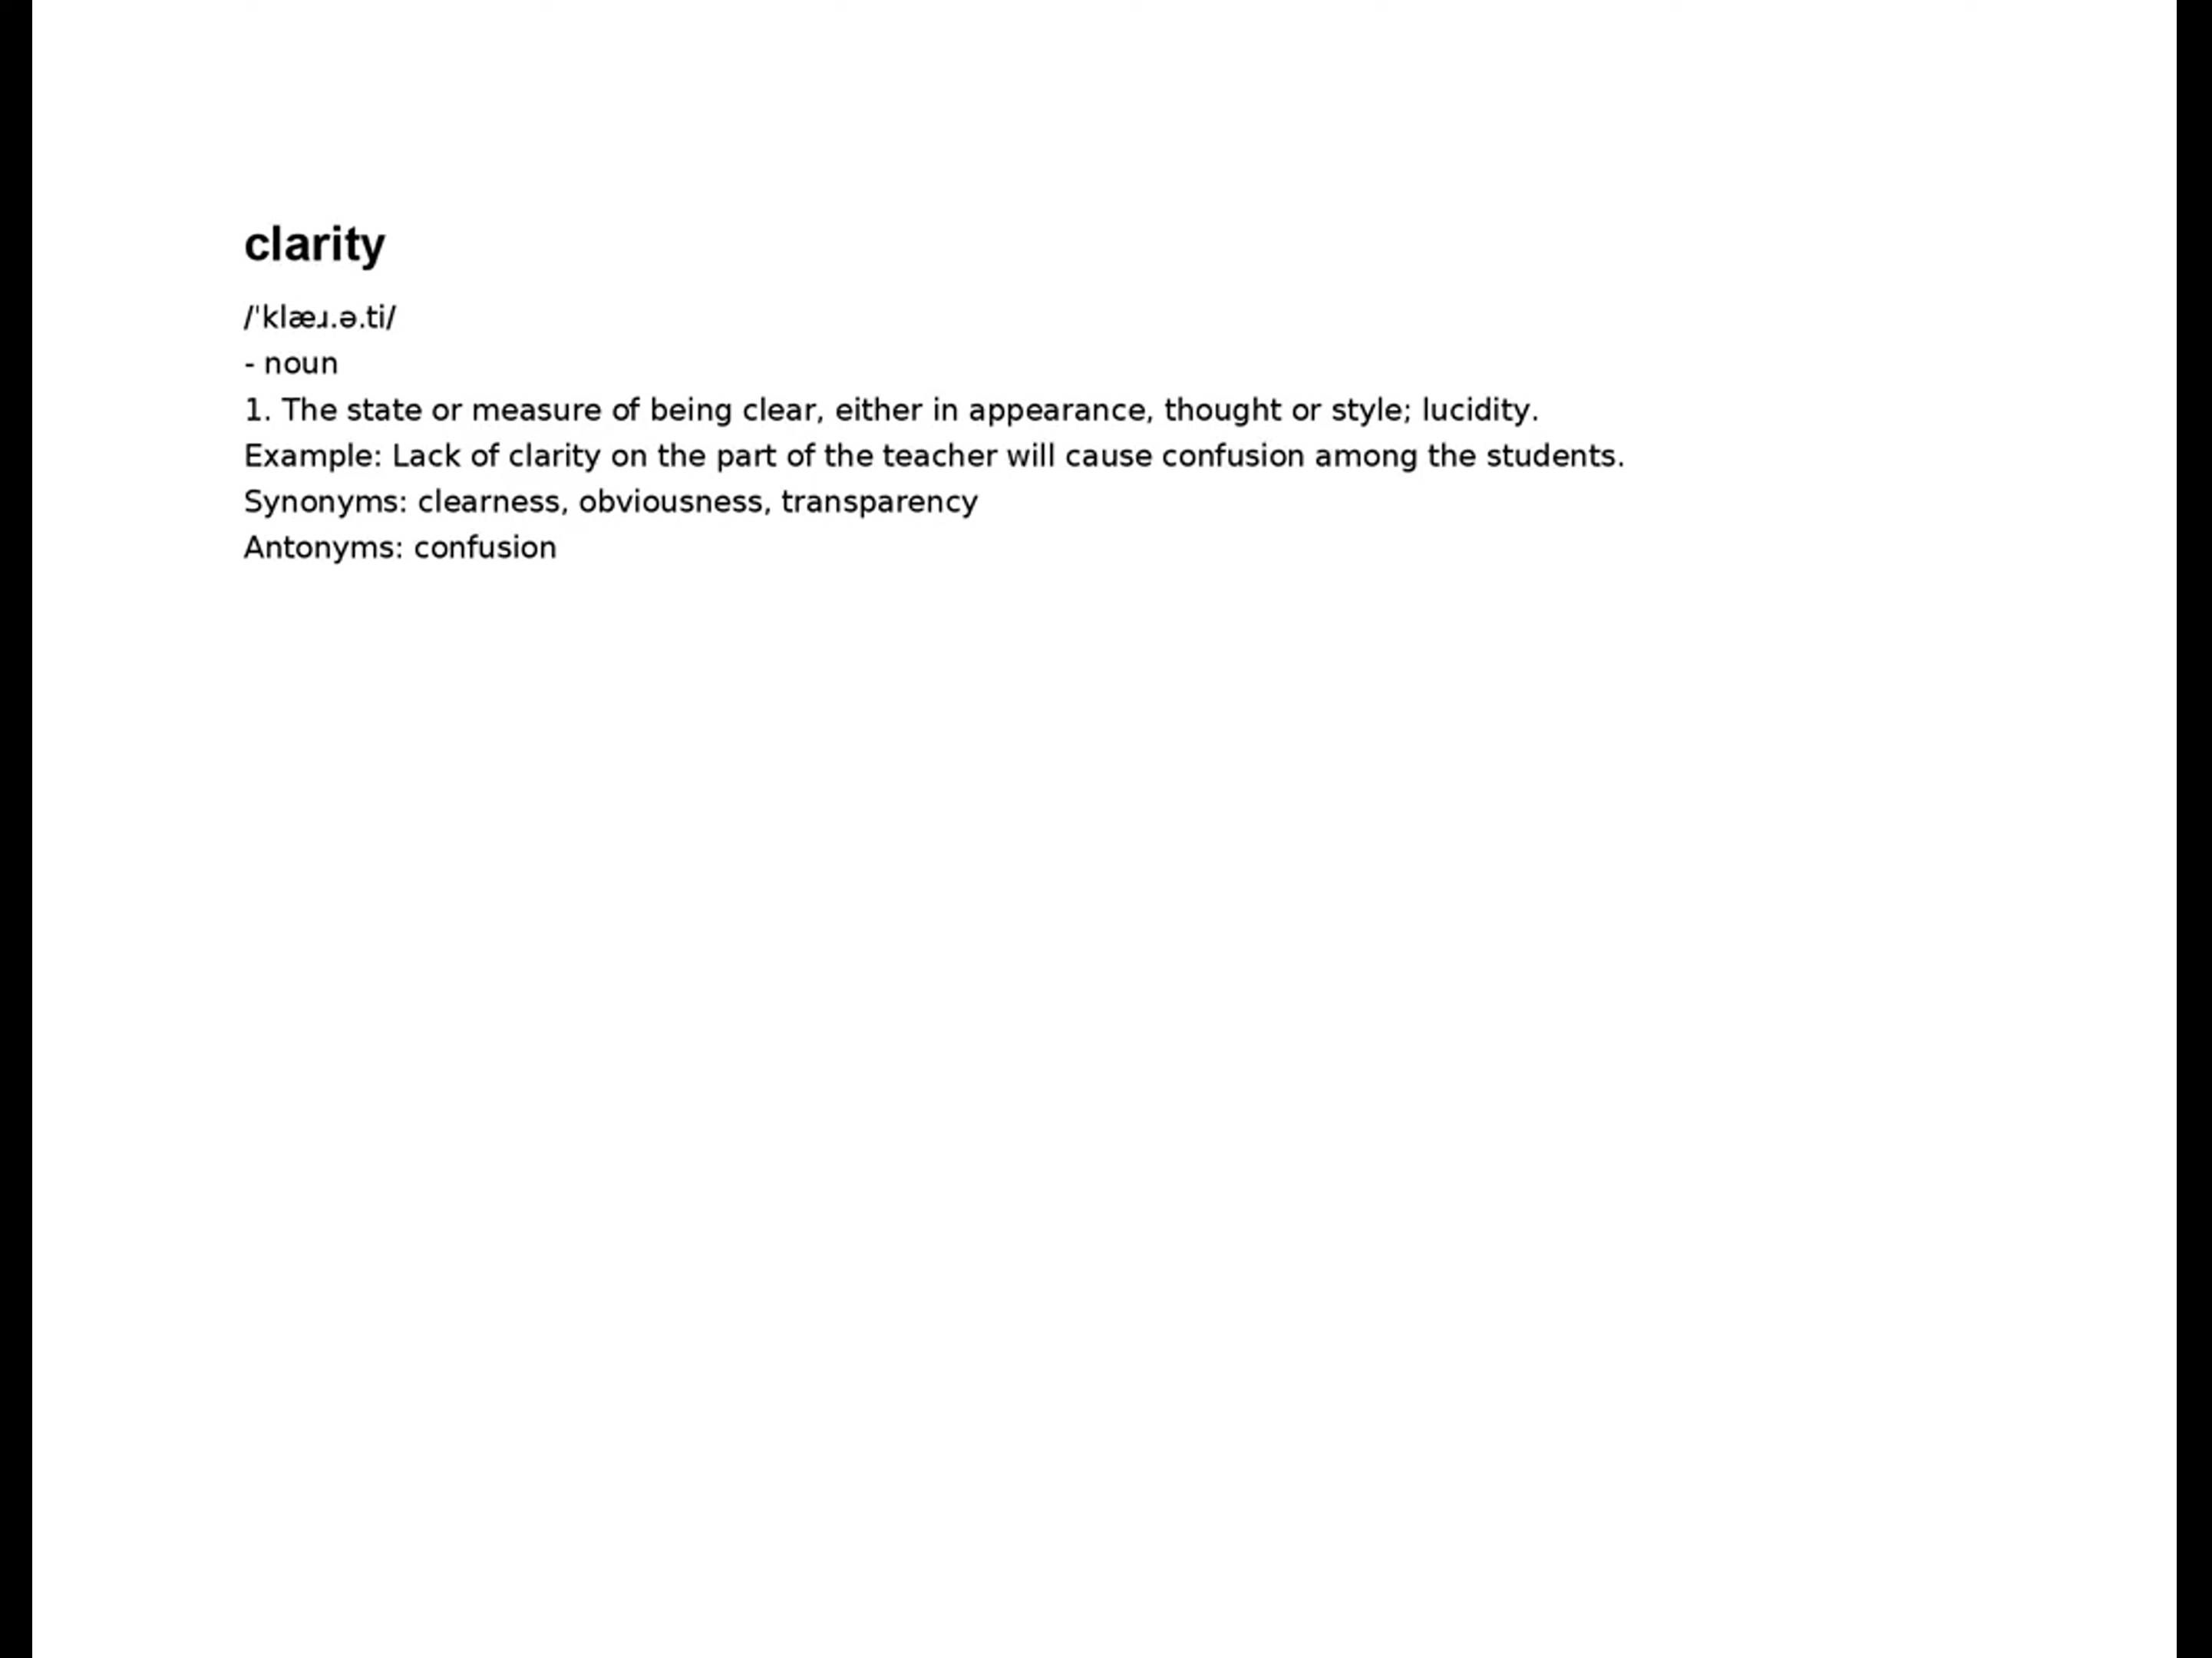 clarity
/ˈklæɹ.ə.ti/
- noun
1. The state or measure of being clear, either in appearance, thought or style; lucidity.
Example: Lack of clarity on the part of the teacher will cause confusion among the students.
Synonyms: clearness, obviousness, transparency
Antonyms: confusion